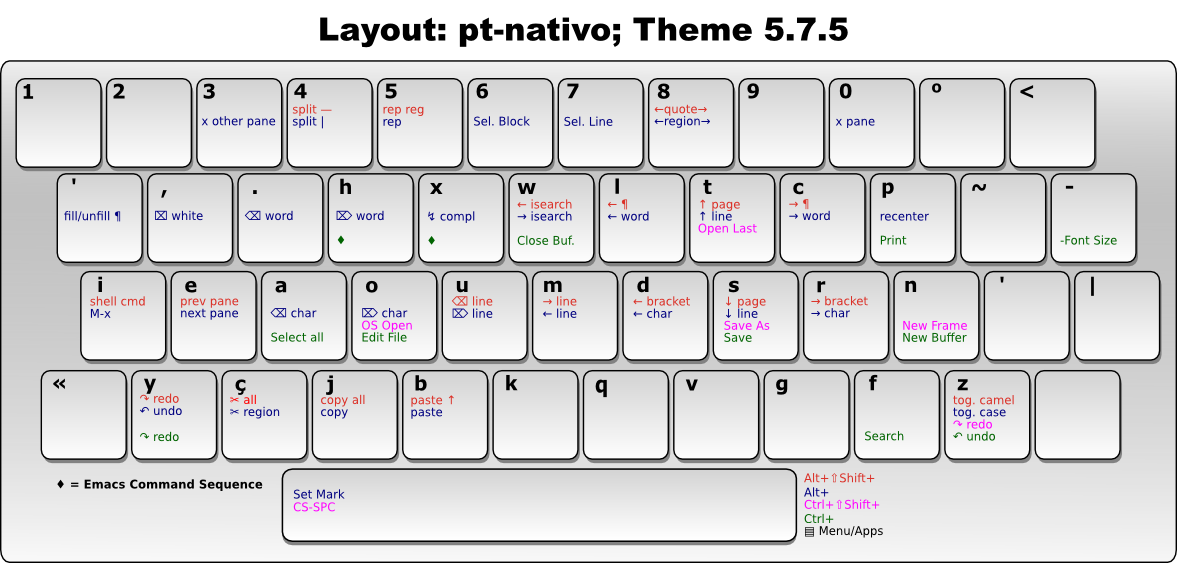 Layout: pt-nativo; Theme 5.7.5
1
2
3
x other pane
4
split —
split |
5
rep reg
rep
6
Sel. Block
7
Sel. Line
8
←quote→
←region→
9
0
x pane
º
<
'
fill/unfill ¶
,
⌧ white
.
⌫ word
h
⌦ word
♦
x
↯ compl
♦
w
← isearch
→ isearch
Close Buf.
l
← ¶
← word
t
↑ page
↑ line
Open Last
c
→ ¶
→ word
p
recenter
Print
~
-
-Font Size
i
shell cmd
M-x
e
prev pane
next pane
a
⌫ char
Select all
o
⌦ char
OS Open
Edit File
u
⌫ line
⌦ line
m
→ line
← line
d
← bracket
← char
s
↓ page
↓ line
Save As
Save
r
→ bracket
→ char
n
New Frame
New Buffer
'
|
«
y
↷ redo
↶ undo
↷ redo
ç
✂ all
✂ region
j
copy all
copy
b
paste ↑
paste
k
q
v
g
f
Search
z
tog. camel
tog. case
↷ redo
↶ undo
♦ = Emacs Command Sequence
Set Mark
CS-SPC
Alt+⇧Shift+
Alt+
Ctrl+⇧Shift+
Ctrl+
▤ Menu/Apps